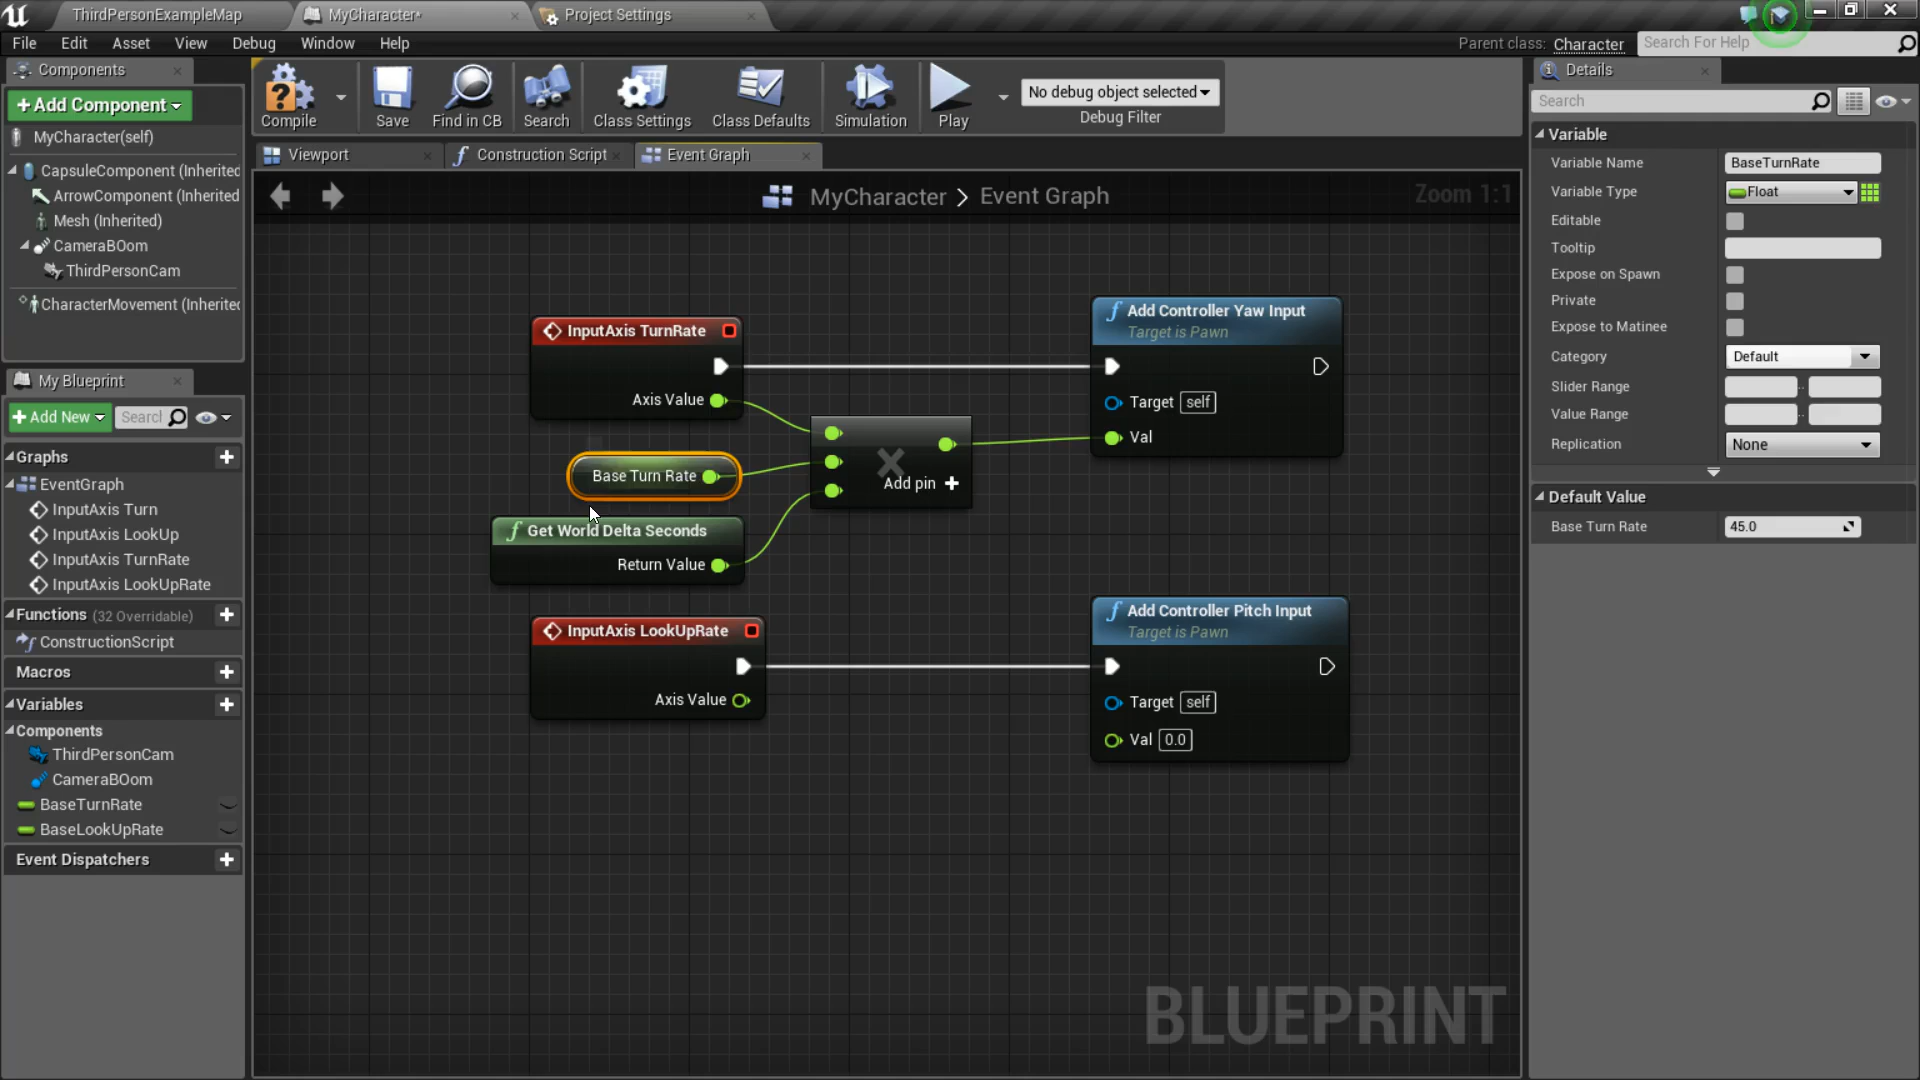 ThirdPersonExampleMap
MyCharacter*
Project Settings
File Edit Asset View Debug Window Help
Parent class: Character
Search For Help
Components
+Add Component
MyCharacter(self)
CapsuleComponent (Inherited
ArrowComponent (Inherited
Mesh (Inherited)
CameraBOom
ThirdPersonCam
CharacterMovement (Inherited
My Blueprint
+Add New
Search
Graphs
EventGraph
InputAxis Turn
InputAxis LookUp
InputAxis TurnRate
InputAxis LookUpRate
Functions (32 Overridable)
ConstructionScript
Macros
Variables
Components
ThirdPersonCam
CameraBOom
BaseTurnRate
BaseLookUpRate
Event Dispatchers
Compile
Save
Find in CB
Search
Class Settings
Class Defaults
Simulation
Play
No debug object selected
Debug Filter
Viewport
Construction Script
Event Graph
MyCharacter > Event Graph
Zoom 1:1
InputAxis TurnRate
Axis Value
Base Turn Rate
Get World Delta Seconds
Return Value
Add pin +
Add Controller Yaw Input
Target is Pawn
Target self
Val
InputAxis LookUpRate
Axis Value
Add Controller Pitch Input
Target is Pawn
Target self
Val 0.0
BLUEPRINT
Details
Search
Variable
Variable Name BaseTurnRate
Variable Type Float
Editable
Tooltip
Expose on Spawn
Private
Expose to Matinee
Category Default
Slider Range
Value Range
Replication None
Default Value
Base Turn Rate 45.0